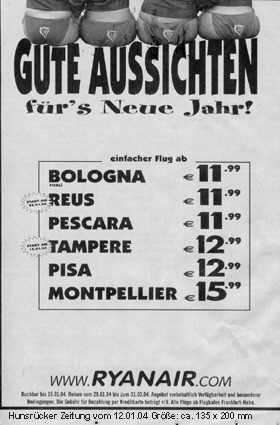 GUTE AUSSICHTEN
für's Neue Jahr!
einfacher Flug ab
BOLOGNA €11.99
REUS €11.99
PESCARA €11.99
TAMPERE €12.99
PISA €12.99
MONTPELLIER €15.99
WWW.RYANAIR.COM
Hunsrücker Zeitung vom 12.01.04 Größe: ca. 135 x 200 mm